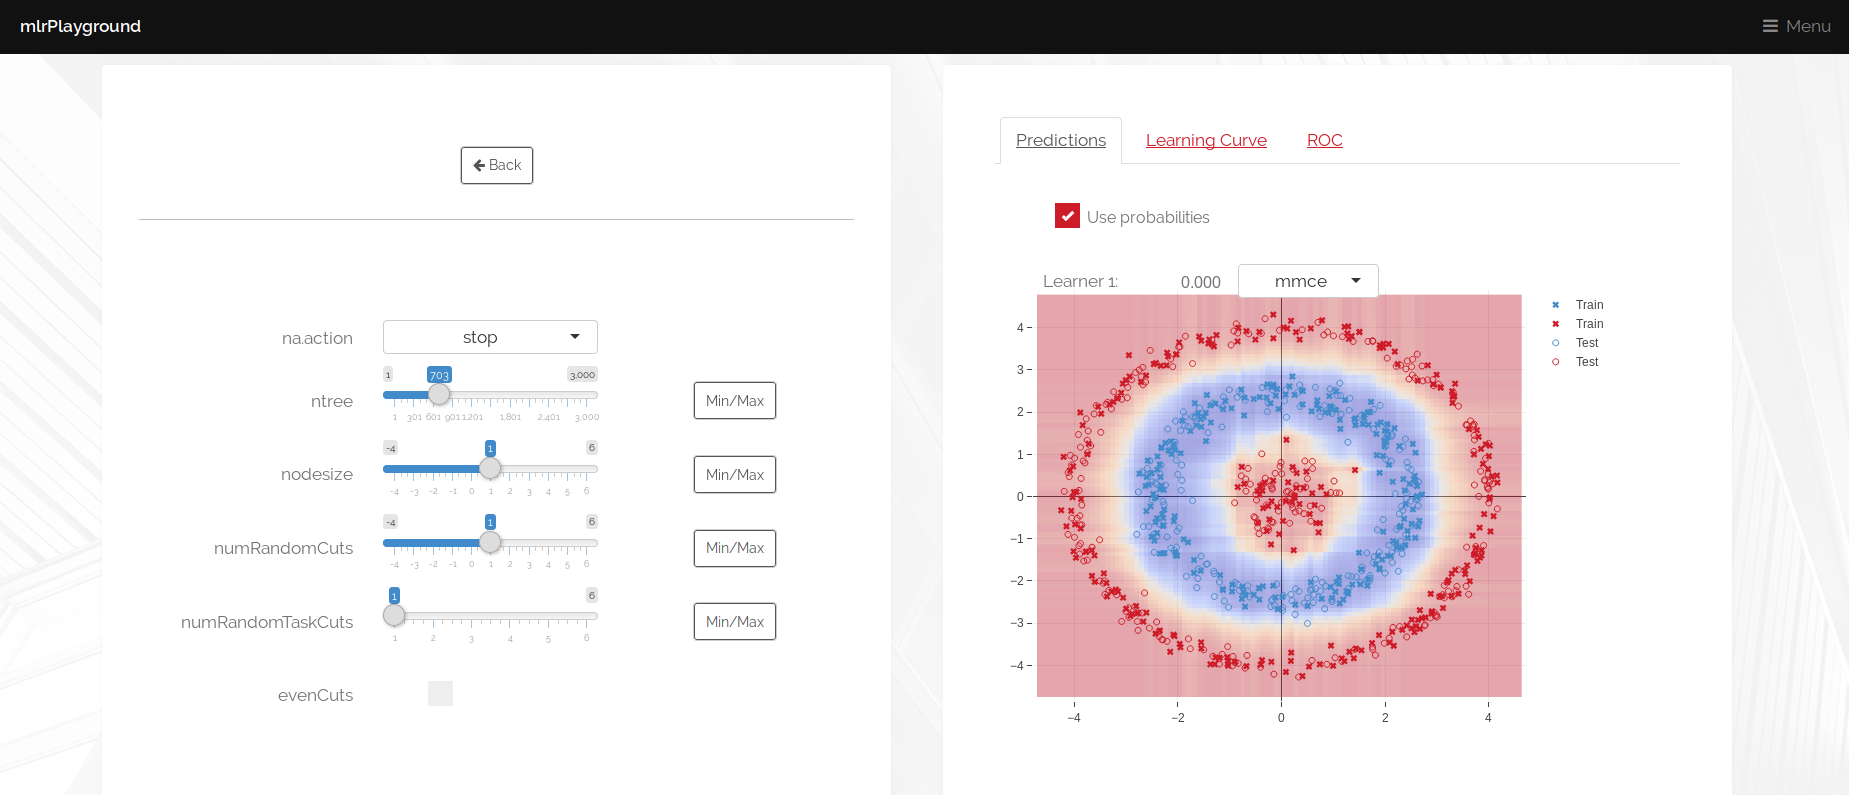 mlrPlayground
Menu
Back
na.action
stop
1
703
3,000
ntree
1 301 601 901 1,201 1,801 2,401 3,000
Min/Max
-4
1
6
nodesize
-4 -3 -2 -1 0 1 2 3 4 5 6
Min/Max
-4
1
6
numRandomCuts
-4 -3 -2 -1 0 1 2 3 4 5 6
Min/Max
1
6
numRandomTaskCuts
1 2 3 4 5 6
Min/Max
evenCuts
Predictions
Learning Curve
ROC
Use probabilities
Learner 1:
0.000
mmce
Train
Train
Test
Test
4
3
2
1
0
−1
−2
−3
−4
−4 −2 0 2 4